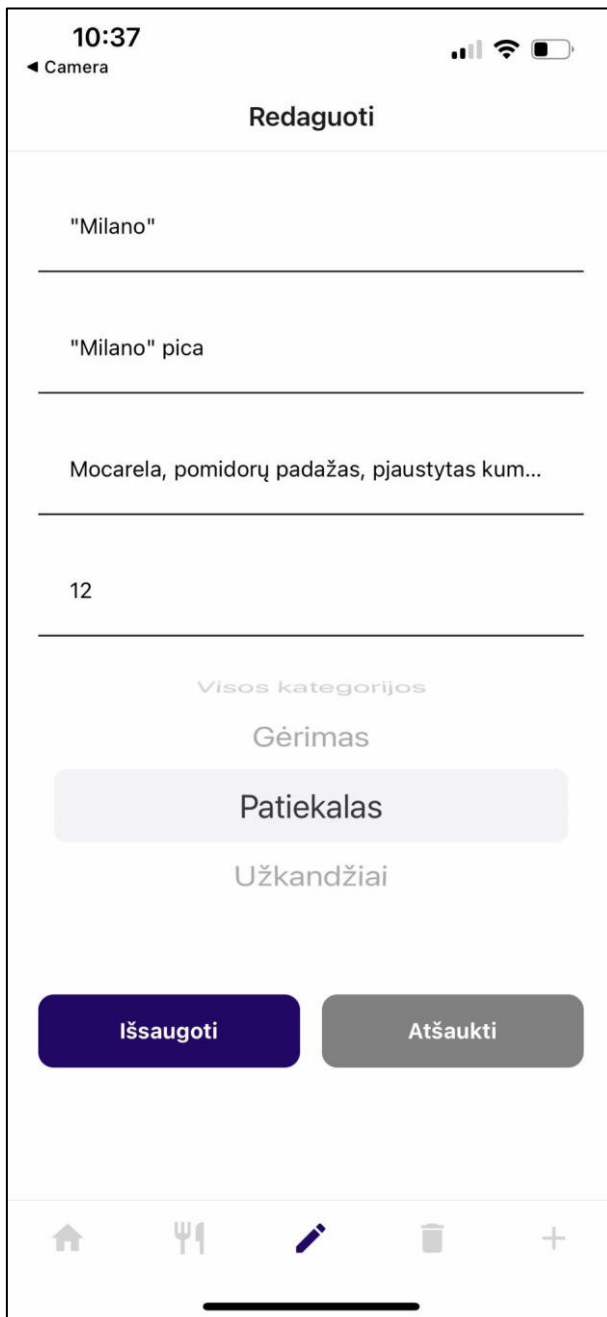 10:37
◀ Camera
Redaguoti
"Milano"
"Milano" pica
Mocarela, pomidorų padažas, pjaustytas kum...
12
Visos kategorijos
Gėrimas
Patiekalas
Užkandžiai
Išsaugoti
Atšaukti